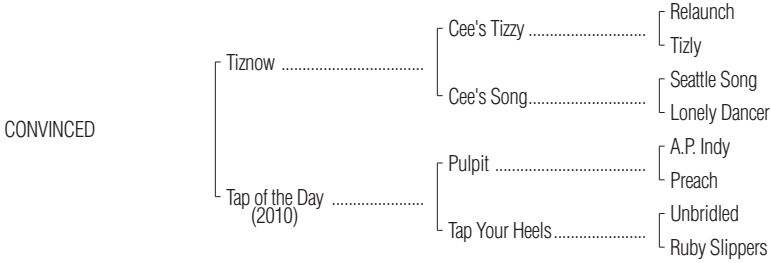 Relaunch
Cee's Tizzy ..............................
Tizly
Tiznow ....................................
Seattle Song
Cee's Song..............................
Lonely Dancer
CONVINCED
A.P. Indy
Pulpit ......................................
Preach
Tap of the Day .......................
(2010)
Unbridled
Tap Your Heels.......................
Ruby Slippers